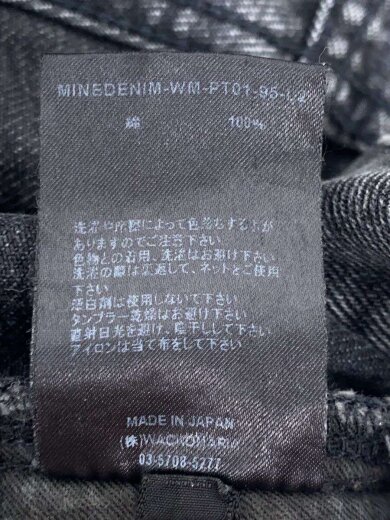 MINEDENIM-WM-PT01-95-L2
綿 100%
洗濯や摩擦によって色落ちする事が
ありますのでご注意下さい
色物との着用、洗濯はお避け下さい
洗濯の際は裏返して、ネットをご使用
下さい
漂白剤は使用しないで下さい
タンブラー乾燥はお避け下さい
直射日光を避け、陰干しして下さい
アイロンは当て布をして下さい
MADE IN JAPAN
(株)WACKOMARIA
03-5708-5277